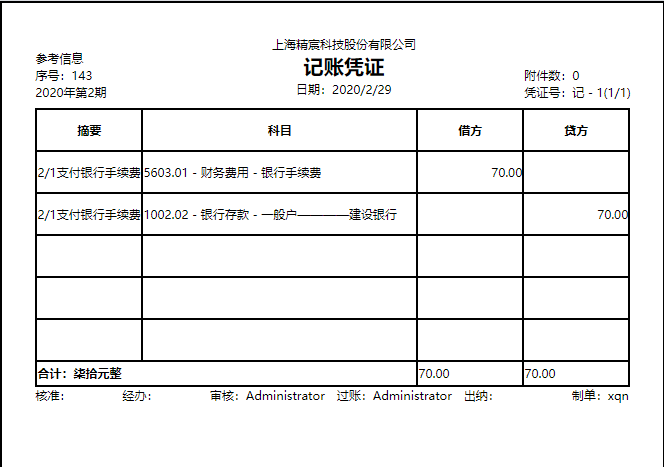 上海精宸科技股份有限公司
参考信息
记账凭证
序号：143 附件数：0
2020年第2期 日期：2020/2/29 凭证号：记 - 1(1/1)
摘要 科目 借方 贷方
2/1支付银行手续费 5603.01 - 财务费用 - 银行手续费 70.00
2/1支付银行手续费 1002.02 - 银行存款 - 一般户————建设银行 70.00
合计：柒拾元整 70.00 70.00
核准： 经办： 审核：Administrator 过账：Administrator 出纳： 制单：xqn